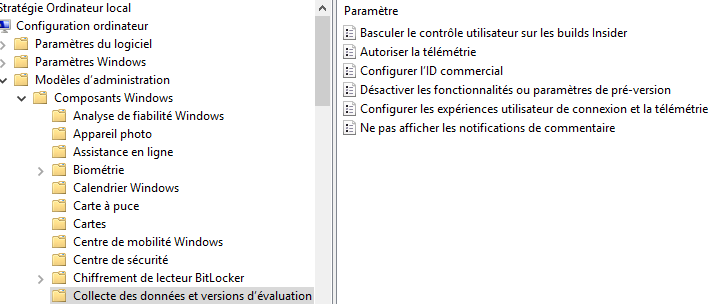 Stratégie Ordinateur local
Configuration ordinateur
Paramètres du logiciel
Paramètres Windows
Modèles d'administration
Composants Windows
Analyse de fiabilité Windows
Appareil photo
Assistance en ligne
Biométrie
Calendrier Windows
Carte à puce
Cartes
Centre de mobilité Windows
Centre de sécurité
Chiffrement de lecteur BitLocker
Collecte des données et versions d'évaluation
Paramètre
Basculer le contrôle utilisateur sur les builds Insider
Autoriser la télémétrie
Configurer l'ID commercial
Désactiver les fonctionnalités ou paramètres de pré-version
Configurer les expériences utilisateur de connexion et la télémétrie
Ne pas afficher les notifications de commentaire